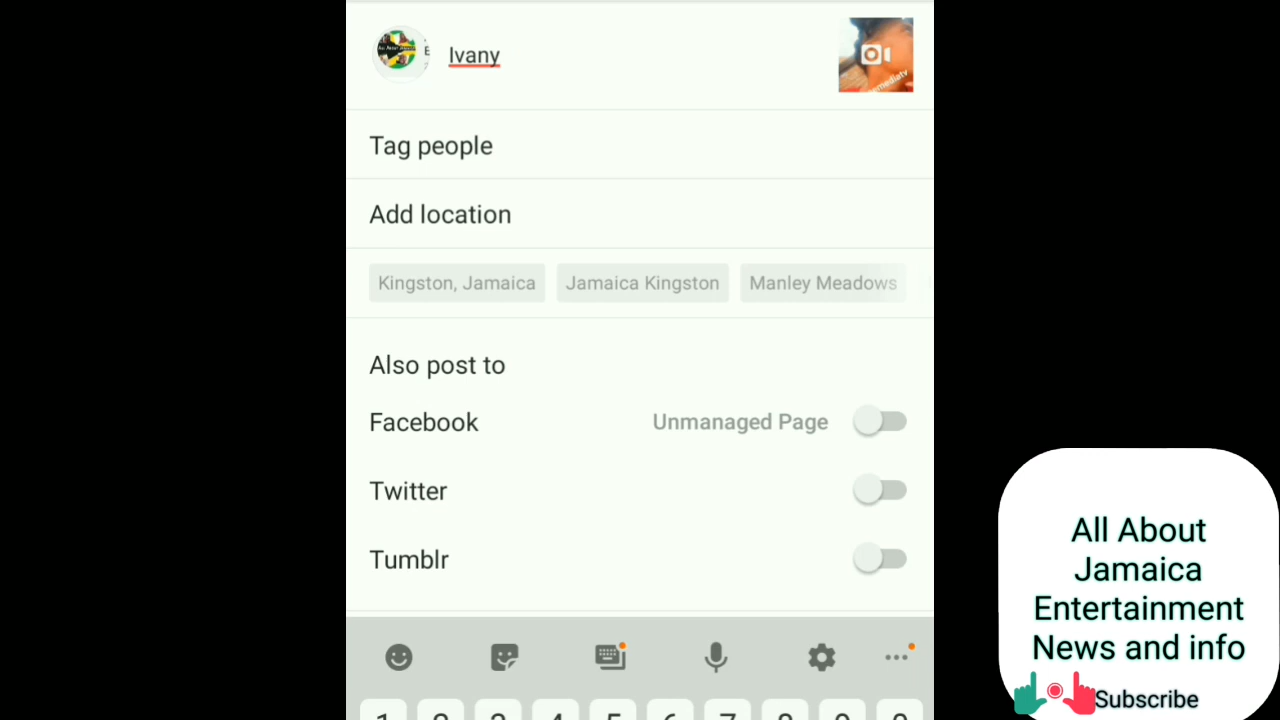 Ivany
Tag people
Add location
Kingston, Jamaica
Jamaica Kingston
Manley Meadows
Also post to
Facebook
Unmanaged Page
Twitter
Tumblr
All About
Jamaica
Entertainment
News and info
Subscribe